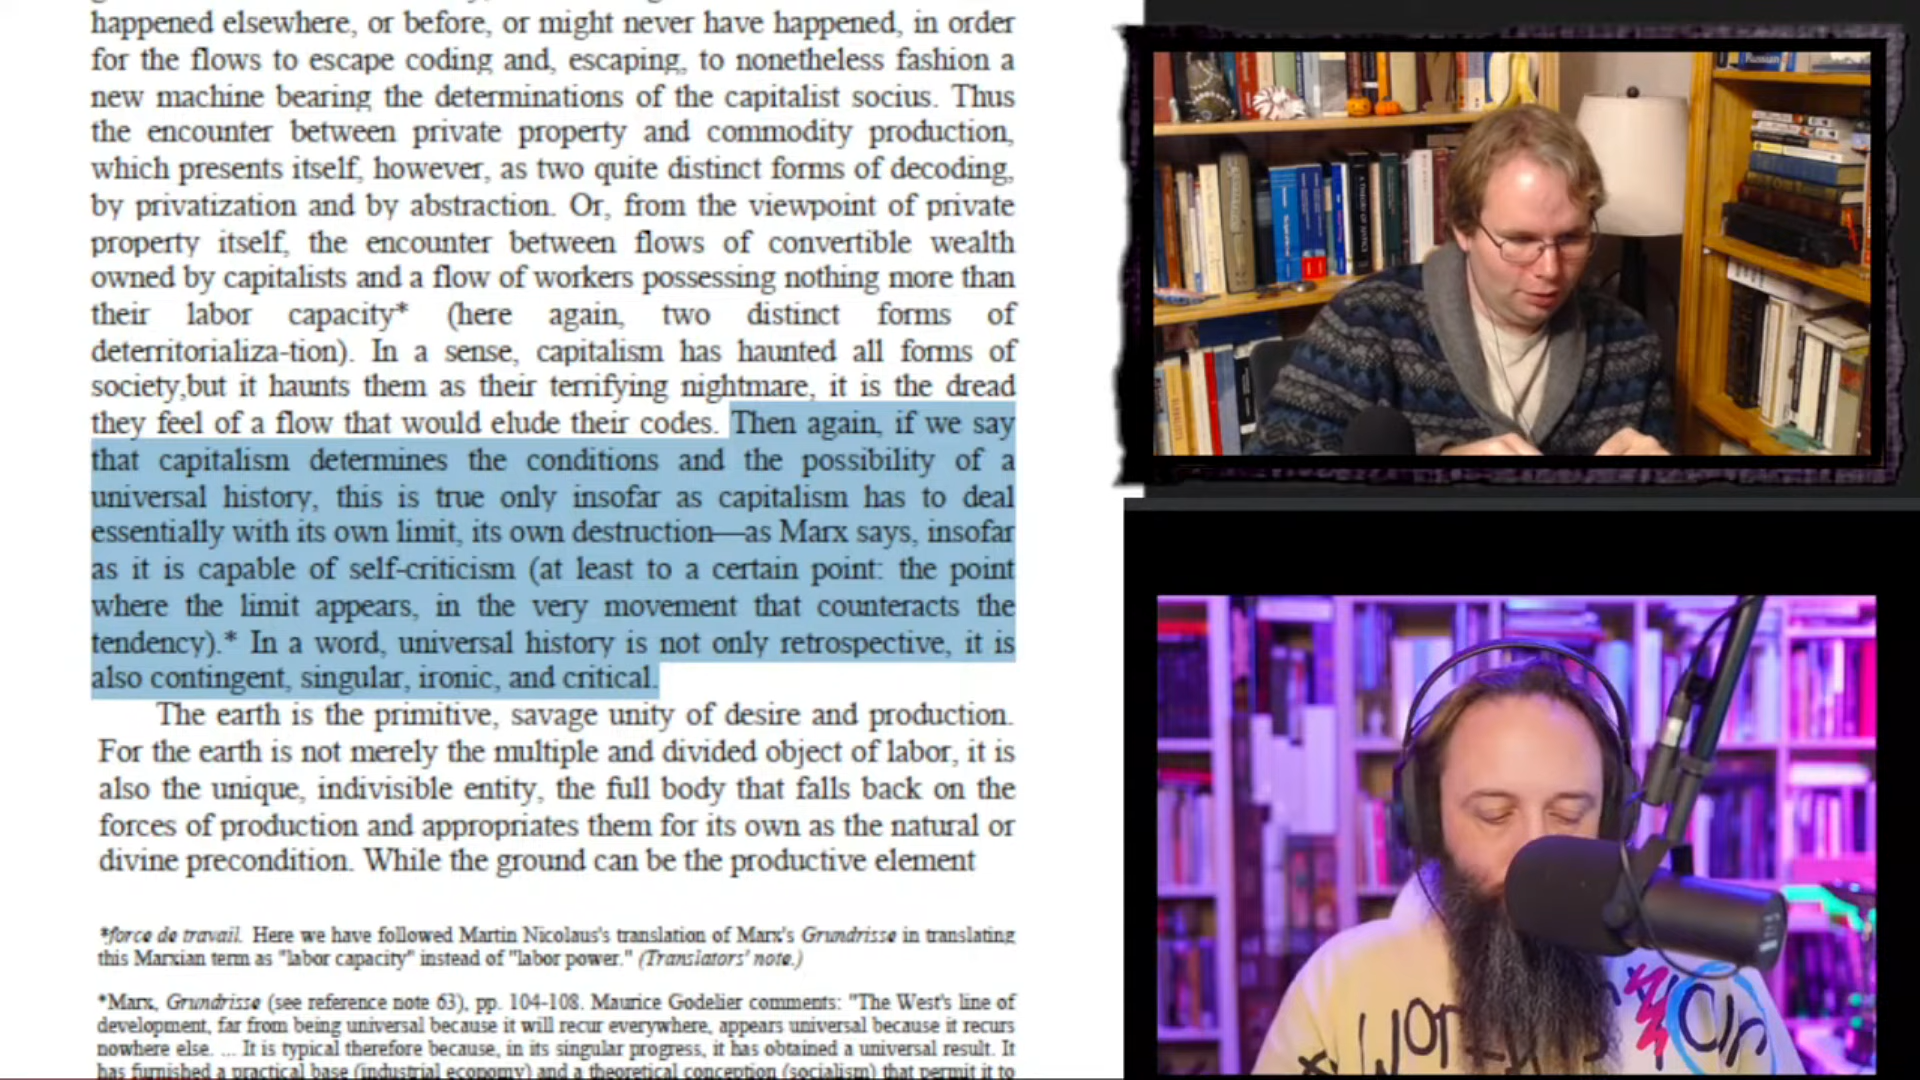 happened elsewhere, or before, or might never have happened, in order
for the flows to escape coding and, escaping, to nonetheless fashion a
new machine bearing the determinations of the capitalist socius. Thus
the encounter between private property and commodity production,
which presents itself, however, as two quite distinct forms of decoding,
by privatization and by abstraction. Or, from the viewpoint of private
property itself, the encounter between flows of convertible wealth
owned by capitalists and a flow of workers possessing nothing more than
their labor capacity* (here again, two distinct forms of
deterritorializa-tion). In a sense, capitalism has haunted all forms of
society,but it haunts them as their terrifying nightmare, it is the dread
they feel of a flow that would elude their codes. Then again, if we say
that capitalism determines the conditions and the possibility of a
universal history, this is true only insofar as capitalism has to deal
essentially with its own limit, its own destruction—as Marx says, insofar
as it is capable of self-criticism (at least to a certain point: the point
where the limit appears, in the very movement that counteracts the
tendency).* In a word, universal history is not only retrospective, it is
also contingent, singular, ironic, and critical.
The earth is the primitive, savage unity of desire and production.
For the earth is not merely the multiple and divided object of labor, it is
also the unique, indivisible entity, the full body that falls back on the
forces of production and appropriates them for its own as the natural or
divine precondition. While the ground can be the productive element
*force de travail. Here we have followed Martin Nicolaus's translation of Marx's Grundrisse in translating
this Marxian term as "labor capacity" instead of "labor power." (Translators' note.)
*Marx, Grundrisse (see reference note 63), pp. 104-108. Maurice Godelier comments: "The West's line of
development, far from being universal because it will recur everywhere, appears universal because it recurs
nowhere else. ... It is typical therefore because, in its singular progress, it has obtained a universal result. It
has furnished a practical base (industrial economy) and a theoretical conception (socialism) that permit it to
Russian